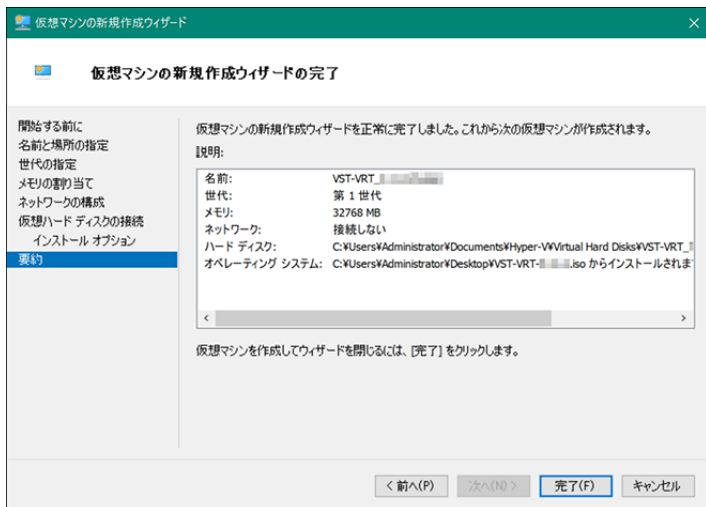 仮想マシンの新規作成ウィザード
仮想マシンの新規作成ウィザードの完了
開始する前に
名前と場所の指定
世代の指定
メモリの割り当て
ネットワークの構成
仮想ハード ディスクの接続
インストール オプション
要約
仮想マシンの新規作成ウィザードを正常に完了しました。これから次の仮想マシンが作成されます。
説明:
名前: VST-VRT_
世代: 第 1 世代
メモリ: 32768 MB
ネットワーク: 接続しない
ハード ディスク: C:¥Users¥Administrator¥Documents¥Hyper-V¥Virtual Hard Disks¥VST-VRT_
オペレーティング システム: C:¥Users¥Administrator¥Desktop¥VST-VRT-.iso からインストールされま
仮想マシンを作成してウィザードを閉じるには、[完了] をクリックします。
< 前へ(P) 次へ(N) > 完了(F) キャンセル